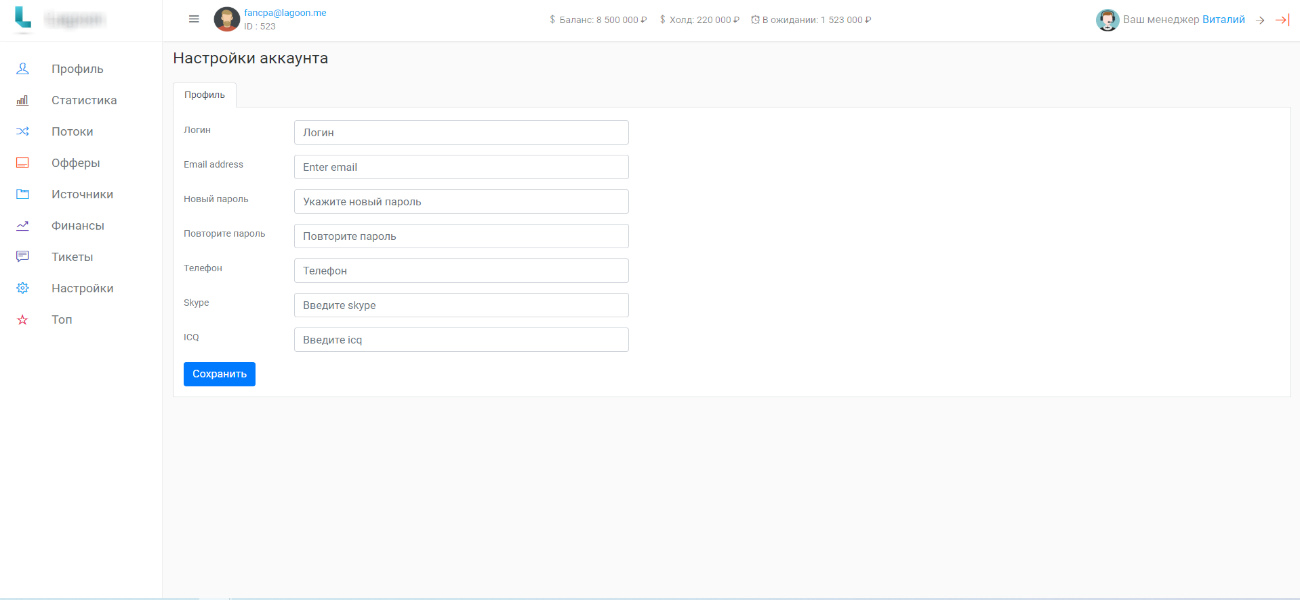 fancpa@lagoon.me
ID : 523
$ Баланс: 8 500 000 ₽ $ Холд: 220 000 ₽ В ожидании: 1 523 000 ₽
Ваш менеджер Виталий
Профиль
Статистика
Потоки
Офферы
Источники
Финансы
Тикеты
Настройки
Топ
Настройки аккаунта
Профиль
Логин Логин
Email address Enter email
Новый пароль Укажите новый пароль
Повторите пароль Повторите пароль
Телефон Телефон
Skype Введите skype
ICQ Введите icq
Сохранить